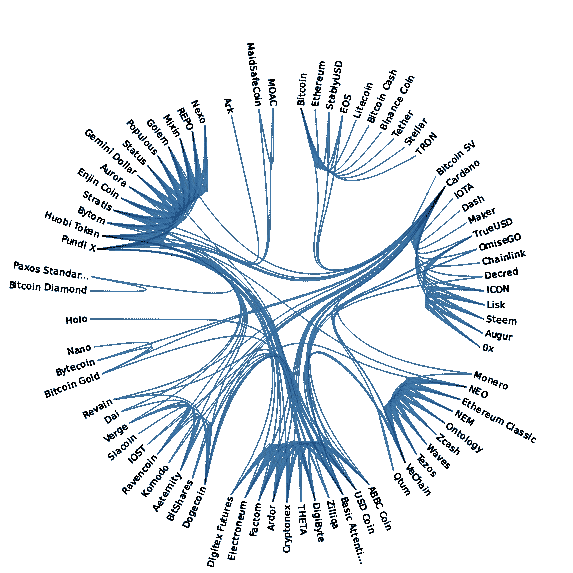 Bitcoin
Ethereum
StablyUSD
EOS
Litecoin
Bitcoin Cash
Binance Coin
Tether
Stellar
TRON
Bitcoin SV
Cardano
IOTA
Dash
Maker
TrueUSD
OmiseGO
Chainlink
Decred
ICON
Lisk
Steem
Augur
0x
Monero
NEO
Ethereum Classic
NEM
Ontology
Zcash
Waves
Tezos
VeChain
Qtum
ABBC Coin
USD Coin
Basic Attenti...
Zilliqa
DigiByte
THETA
Cryptonex
Ardor
Factom
Electroneum
Digitex Futures
Dogecoin
BitShares
Aeternity
Komodo
Ravencoin
IOST
Siacoin
Verge
Dai
Revain
Bitcoin Gold
Bytecoin
Nano
Holo
Bitcoin Diamond
Paxos Standar...
Pundi X
Huobi Token
Bytom
Stratis
Enjin Coin
Aurora
Gemini Dollar
Status
Populous
Golem
Mixin
REPO
Nexo
Ark
MaidSafeCoin
MOAC